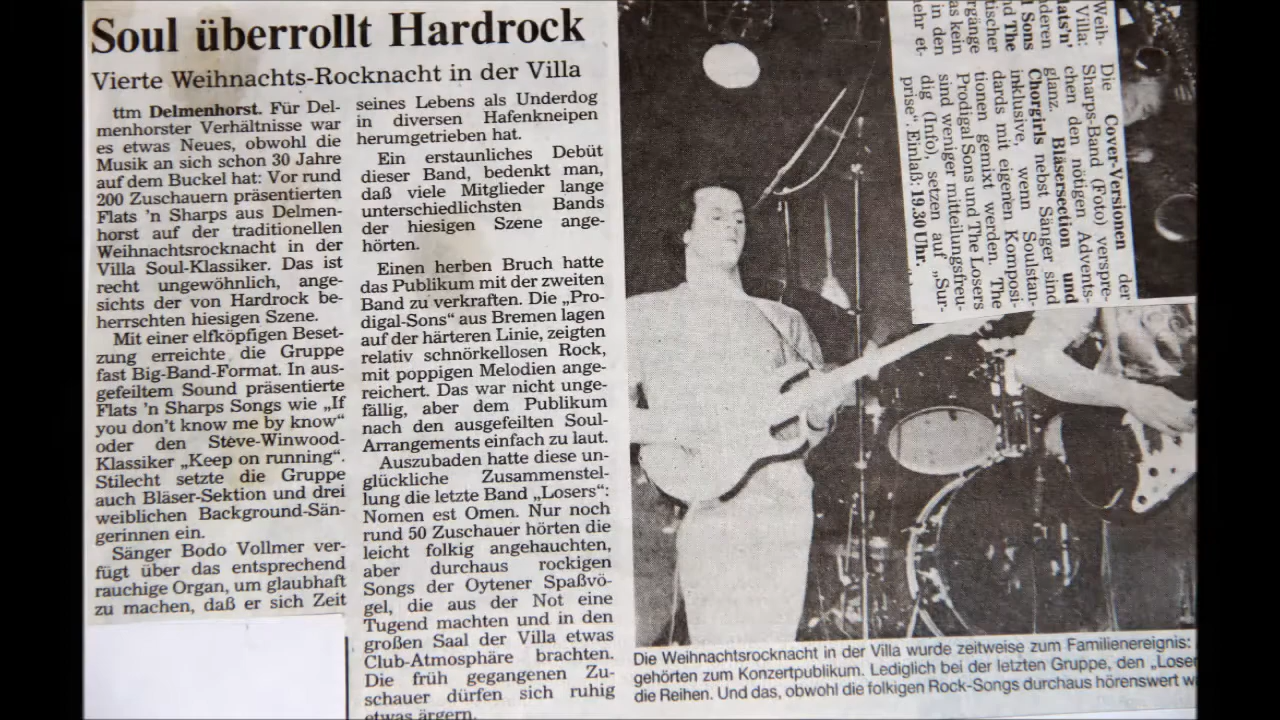 Soul überrollt Hardrock
Vierte Weihnachts-Rocknacht in der Villa
ttm Delmenhorst. Für Del-
menhorster Verhältnisse war
es etwas Neues, obwohl die
Musik an sich schon 30 Jahre
auf dem Buckel hat: Vor rund
200 Zuschauern präsentierten
Flats 'n Sharps aus Delmen-
horst auf der traditionellen
Weihnachtsrocknacht in der
Villa Soul-Klassiker. Das ist
recht ungewöhnlich, ange-
sichts der von Hardrock be-
herrschten hiesigen Szene.
Mit einer elfköpfigen Beset-
zung erreichte die Gruppe
fast Big-Band-Format. In aus-
gefeiltem Sound präsentierte
Flats 'n Sharps Songs wie „If
you don't know me by know“
oder den Steve-Winwood-
Klassiker „Keep on running“.
Stilecht setzte die Gruppe
auch Bläser-Sektion und drei
weiblichen Background-Sän-
gerinnen ein.
Sänger Bodo Vollmer ver-
fügt über das entsprechend
rauchige Organ, um glaubhaft
zu machen, daß er sich Zeit
seines Lebens als Underdog
in diversen Hafenkneipen
herumgetrieben hat.
Ein erstaunliches Debüt
dieser Band, bedenkt man,
daß viele Mitglieder lange
unterschiedlichsten Bands
der hiesigen Szene ange-
hörten.
Einen herben Bruch hatte
das Publikum mit der zweiten
Band zu verkraften. Die „Pro-
digal-Sons“ aus Bremen lagen
auf der härteren Linie, zeigten
relativ schnörkellosen Rock,
mit poppigen Melodien ange-
reichert. Das war nicht unge-
fällig, aber dem Publikum
nach den ausgefeilten Soul-
Arrangements einfach zu laut.
Auszubaden hatte diese un-
glückliche Zusammenstel-
lung die letzte Band „Losers“:
Nomen est Omen. Nur noch
rund 50 Zuschauer hörten die
leicht folkig angehauchten,
aber durchaus rockigen
Songs der Oytener Spaßvö-
gel, die aus der Not eine
Tugend machten und in den
großen Saal der Villa etwas
Club-Atmosphäre brachten.
Die früh gegangenen Zu-
schauer dürfen sich ruhig
etwas ärgern.
Weih-
Villa:
lats'n'
deren
l Sons
d The
tischer
rgänge
as kein
in den
ehr et-
Die Cover-Versionen der
Sharps-Band (Foto) verspre-
chen den nötigen Advents-
glanz. Bläsersection und
Chorgirls nebst Sänger sind
inklusive, wenn Soulstan-
dards mit eigenen Komposi-
tionen gemixt werden. The
Prodigal Sons und The Losers
sind weniger mitteilungsfreu-
dig (Info), setzen auf „Sur-
prise“. Einlaß: 19.30 Uhr.
Die Weihnachtsrocknacht in der Villa wurde zeitweise zum Familienereignis:
gehörten zum Konzertpublikum. Lediglich bei der letzten Gruppe, den „Loser
die Reihen. Und das, obwohl die folkigen Rock-Songs durchaus hörenswert w